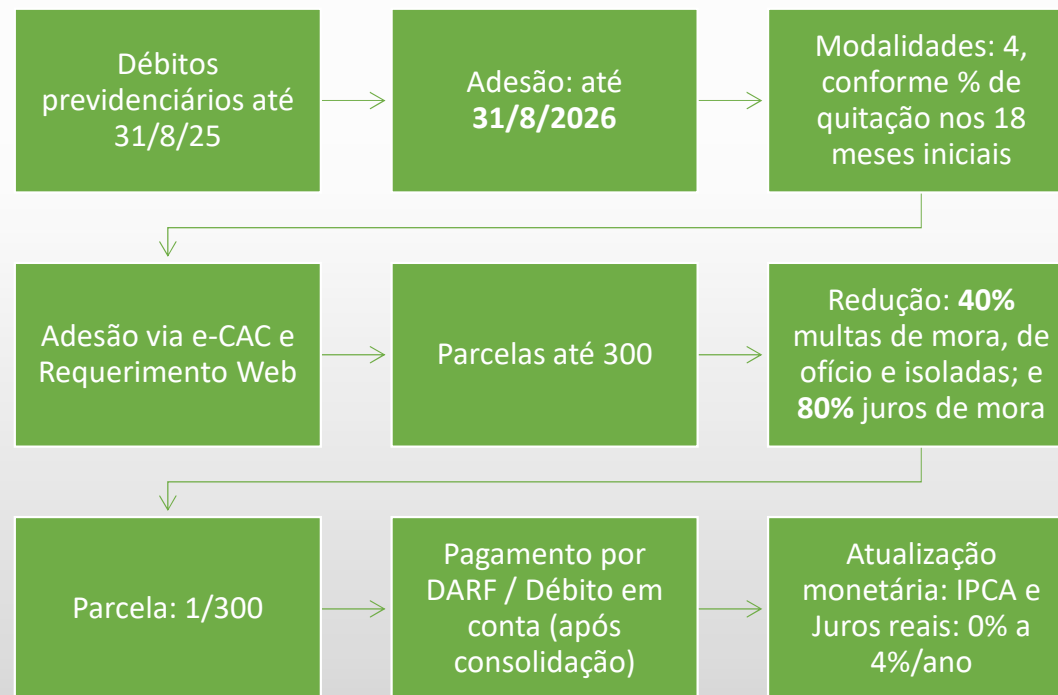 Débitos
previdenciários até
31/8/25
Adesão: até
31/8/2026
Modalidades: 4,
conforme % de
quitação nos 18
meses iniciais
Adesão via e-CAC e
Requerimento Web
Parcelas até 300
Redução: 40%
multas de mora, de
ofício e isoladas; e
80% juros de mora
Parcela: 1/300
Pagamento por
DARF / Débito em
conta (após
consolidação)
Atualização
monetária: IPCA e
Juros reais: 0% a
4%/ano